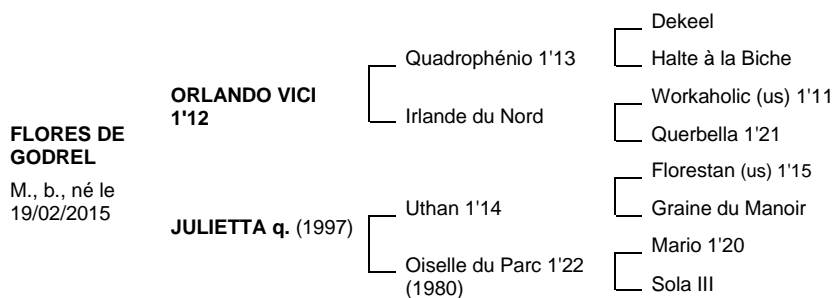 FLORES DE
GODREL
M., b., né le
19/02/2015
ORLANDO VICI
1'12
JULIETTA q. (1997)
Quadrophénio 1'13
Irlande du Nord
Uthan 1'14
Oiselle du Parc 1'22
(1980)
Dekeel
Halte à la Biche
Workaholic (us) 1'11
Querbella 1'21
Florestan (us) 1'15
Graine du Manoir
Mario 1'20
Sola III